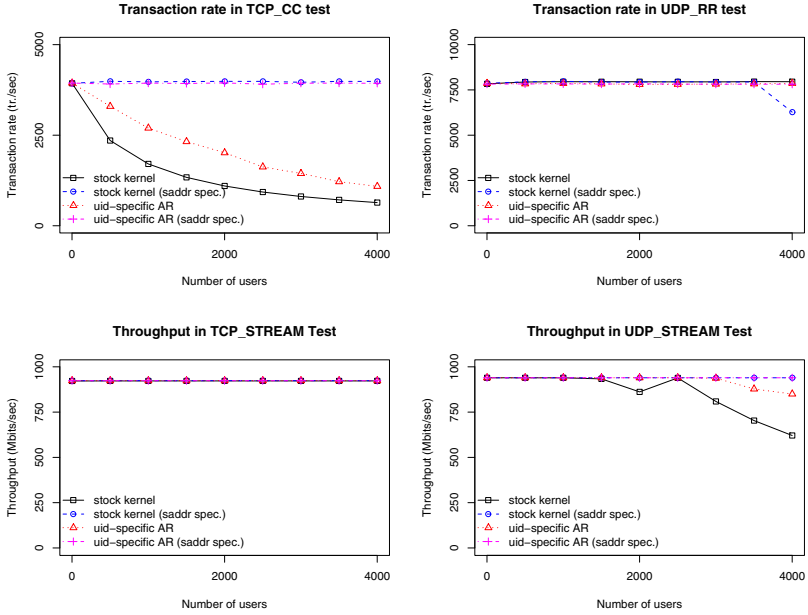 Transaction rate in TCP_CC test
Transaction rate (tr./sec)
5000
2500
0
stock kernel
stock kernel (saddr spec.)
uid−specific AR
uid−specific AR (saddr spec.)
0 2000 4000
Number of users
Transaction rate in UDP_RR test
Transaction rate (tr./sec)
10000
7500
5000
2500
0
stock kernel
stock kernel (saddr spec.)
uid−specific AR
uid−specific AR (saddr spec.)
0 2000 4000
Number of users
Throughput in TCP_STREAM Test
Throughput (Mbits/sec)
1000
750
500
250
0
stock kernel
stock kernel (saddr spec.)
uid−specific AR
uid−specific AR (saddr spec.)
0 2000 4000
Number of users
Throughput in UDP_STREAM Test
Throughput (Mbits/sec)
1000
750
500
250
0
stock kernel
stock kernel (saddr spec.)
uid−specific AR
uid−specific AR (saddr spec.)
0 2000 4000
Number of users